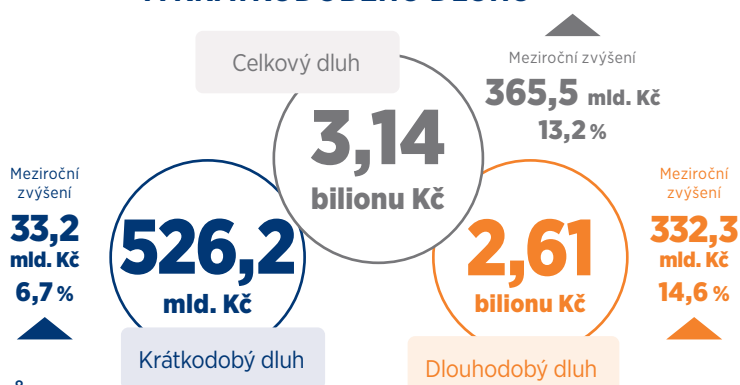 Celkový dluh
3,14
bilionu Kč
Meziroční zvýšení
365,5 mld. Kč
13,2 %
Meziroční
zvýšení
33,2
mld. Kč
6,7 %
526,2
mld. Kč
Krátkodobý dluh
2,61
bilionu Kč
Dlouhodobý dluh
Meziroční
zvýšení
332,3
mld. Kč
14,6 %